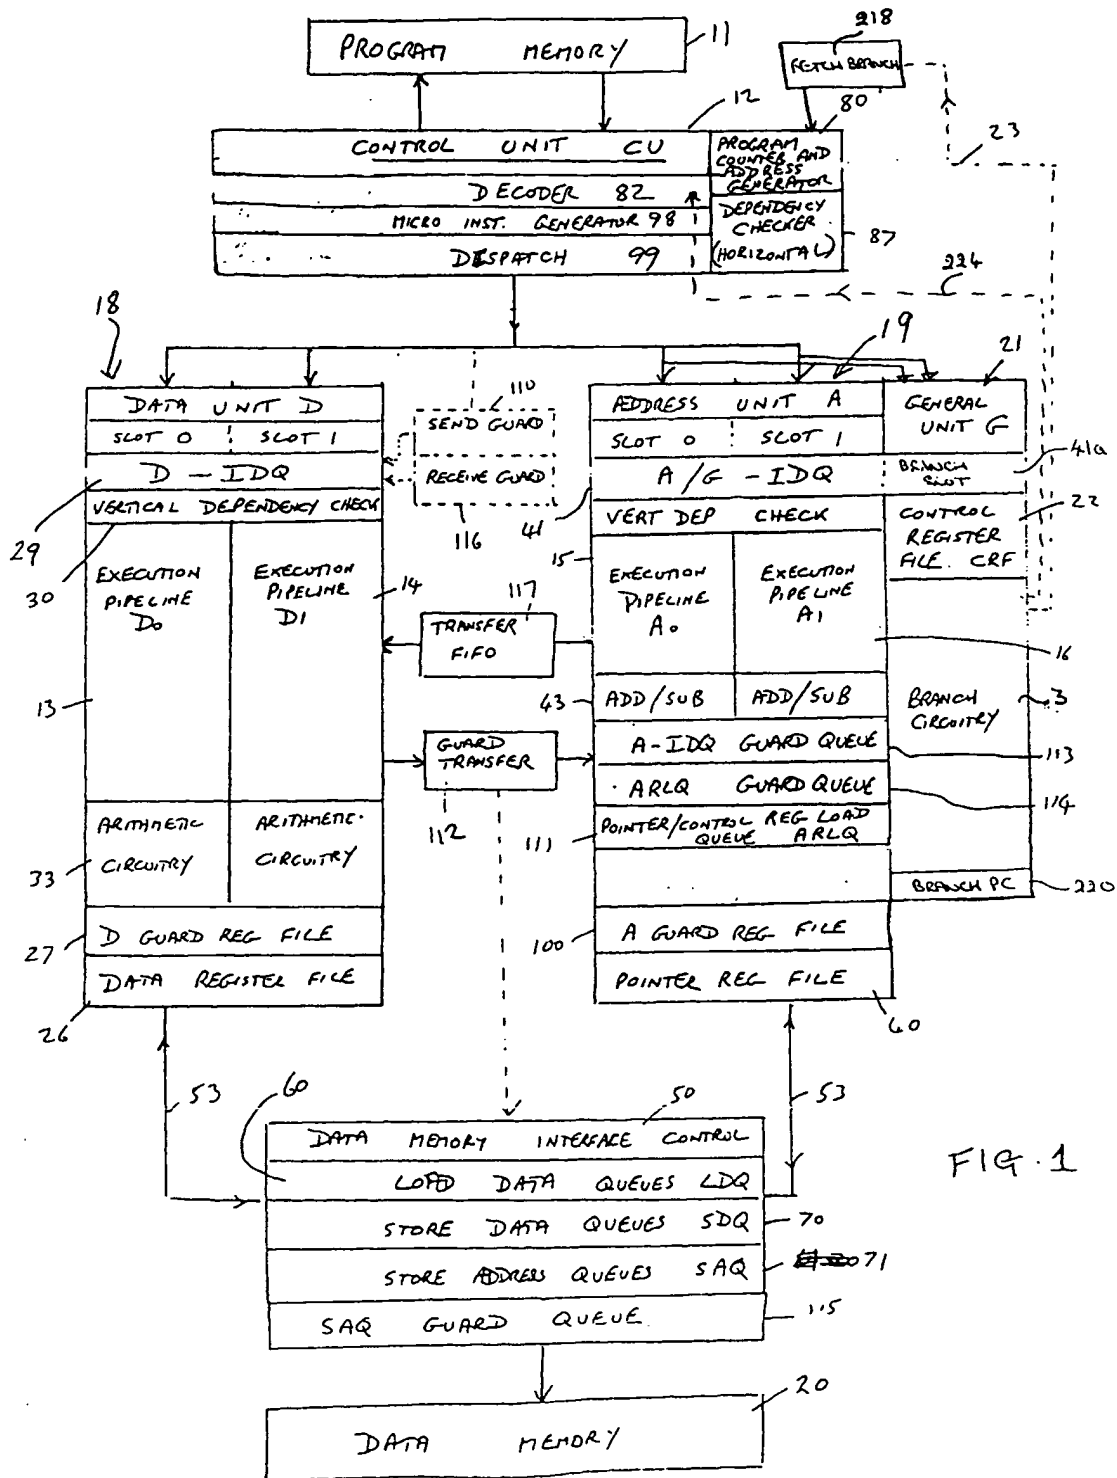 218
PROGRAM MEMORY
11
FETCH BRANCH
12
80
23
CONTROL UNIT CU
PROGRAM
COUNTER AND
ADDRESS
GENERATOR
DECODER 82
MICRO INST. GENERATOR 98
DEPENDENCY
CHECKER
(HORIZONTAL)
87
DISPATCH 99
224
18
19
21
110
DATA UNIT D
SEND GUARD
ADDRESS UNIT A
GENERAL
UNIT G
SLOT 0 SLOT 1
SLOT 0 SLOT 1
41a
D - IDQ
RECEIVE GUARD
A/G - IDQ
BRANCH
SLOT
VERTICAL DEPENDENCY CHECK
116
41
VERT DEP CHECK
CONTROL
REGISTER
FILE. CRF
22
29
30
EXECUTION
PIPELINE
D0
EXECUTION
PIPELINE
D1
14
15
EXECUTION
PIPELINE
A0
EXECUTION
PIPELINE
A1
117
TRANSFER
FIFO
16
13
43
ADD/SUB ADD/SUB
BRANCH
CIRCUITRY
3
GUARD
TRANSFER
A-IDQ GUARD QUEUE
113
ARLQ GUARD QUEUE
114
112
ARITHMETIC
CIRCUITRY
ARITHMETIC
CIRCUITRY
111
POINTER/CONTROL REG LOAD
QUEUE ARLQ
33
BRANCH PC
220
27
D GUARD REG FILE
100
A GUARD REG FILE
DATA REGISTER FILE
POINTER REG FILE
26
40
53
60
50
53
DATA MEMORY INTERFACE CONTROL
LOAD DATA QUEUES LDQ
FIG. 1
STORE DATA QUEUES SDQ
70
STORE ADDRESS QUEUES SAQ
71
SAQ GUARD QUEUE
115
20
DATA MEMORY